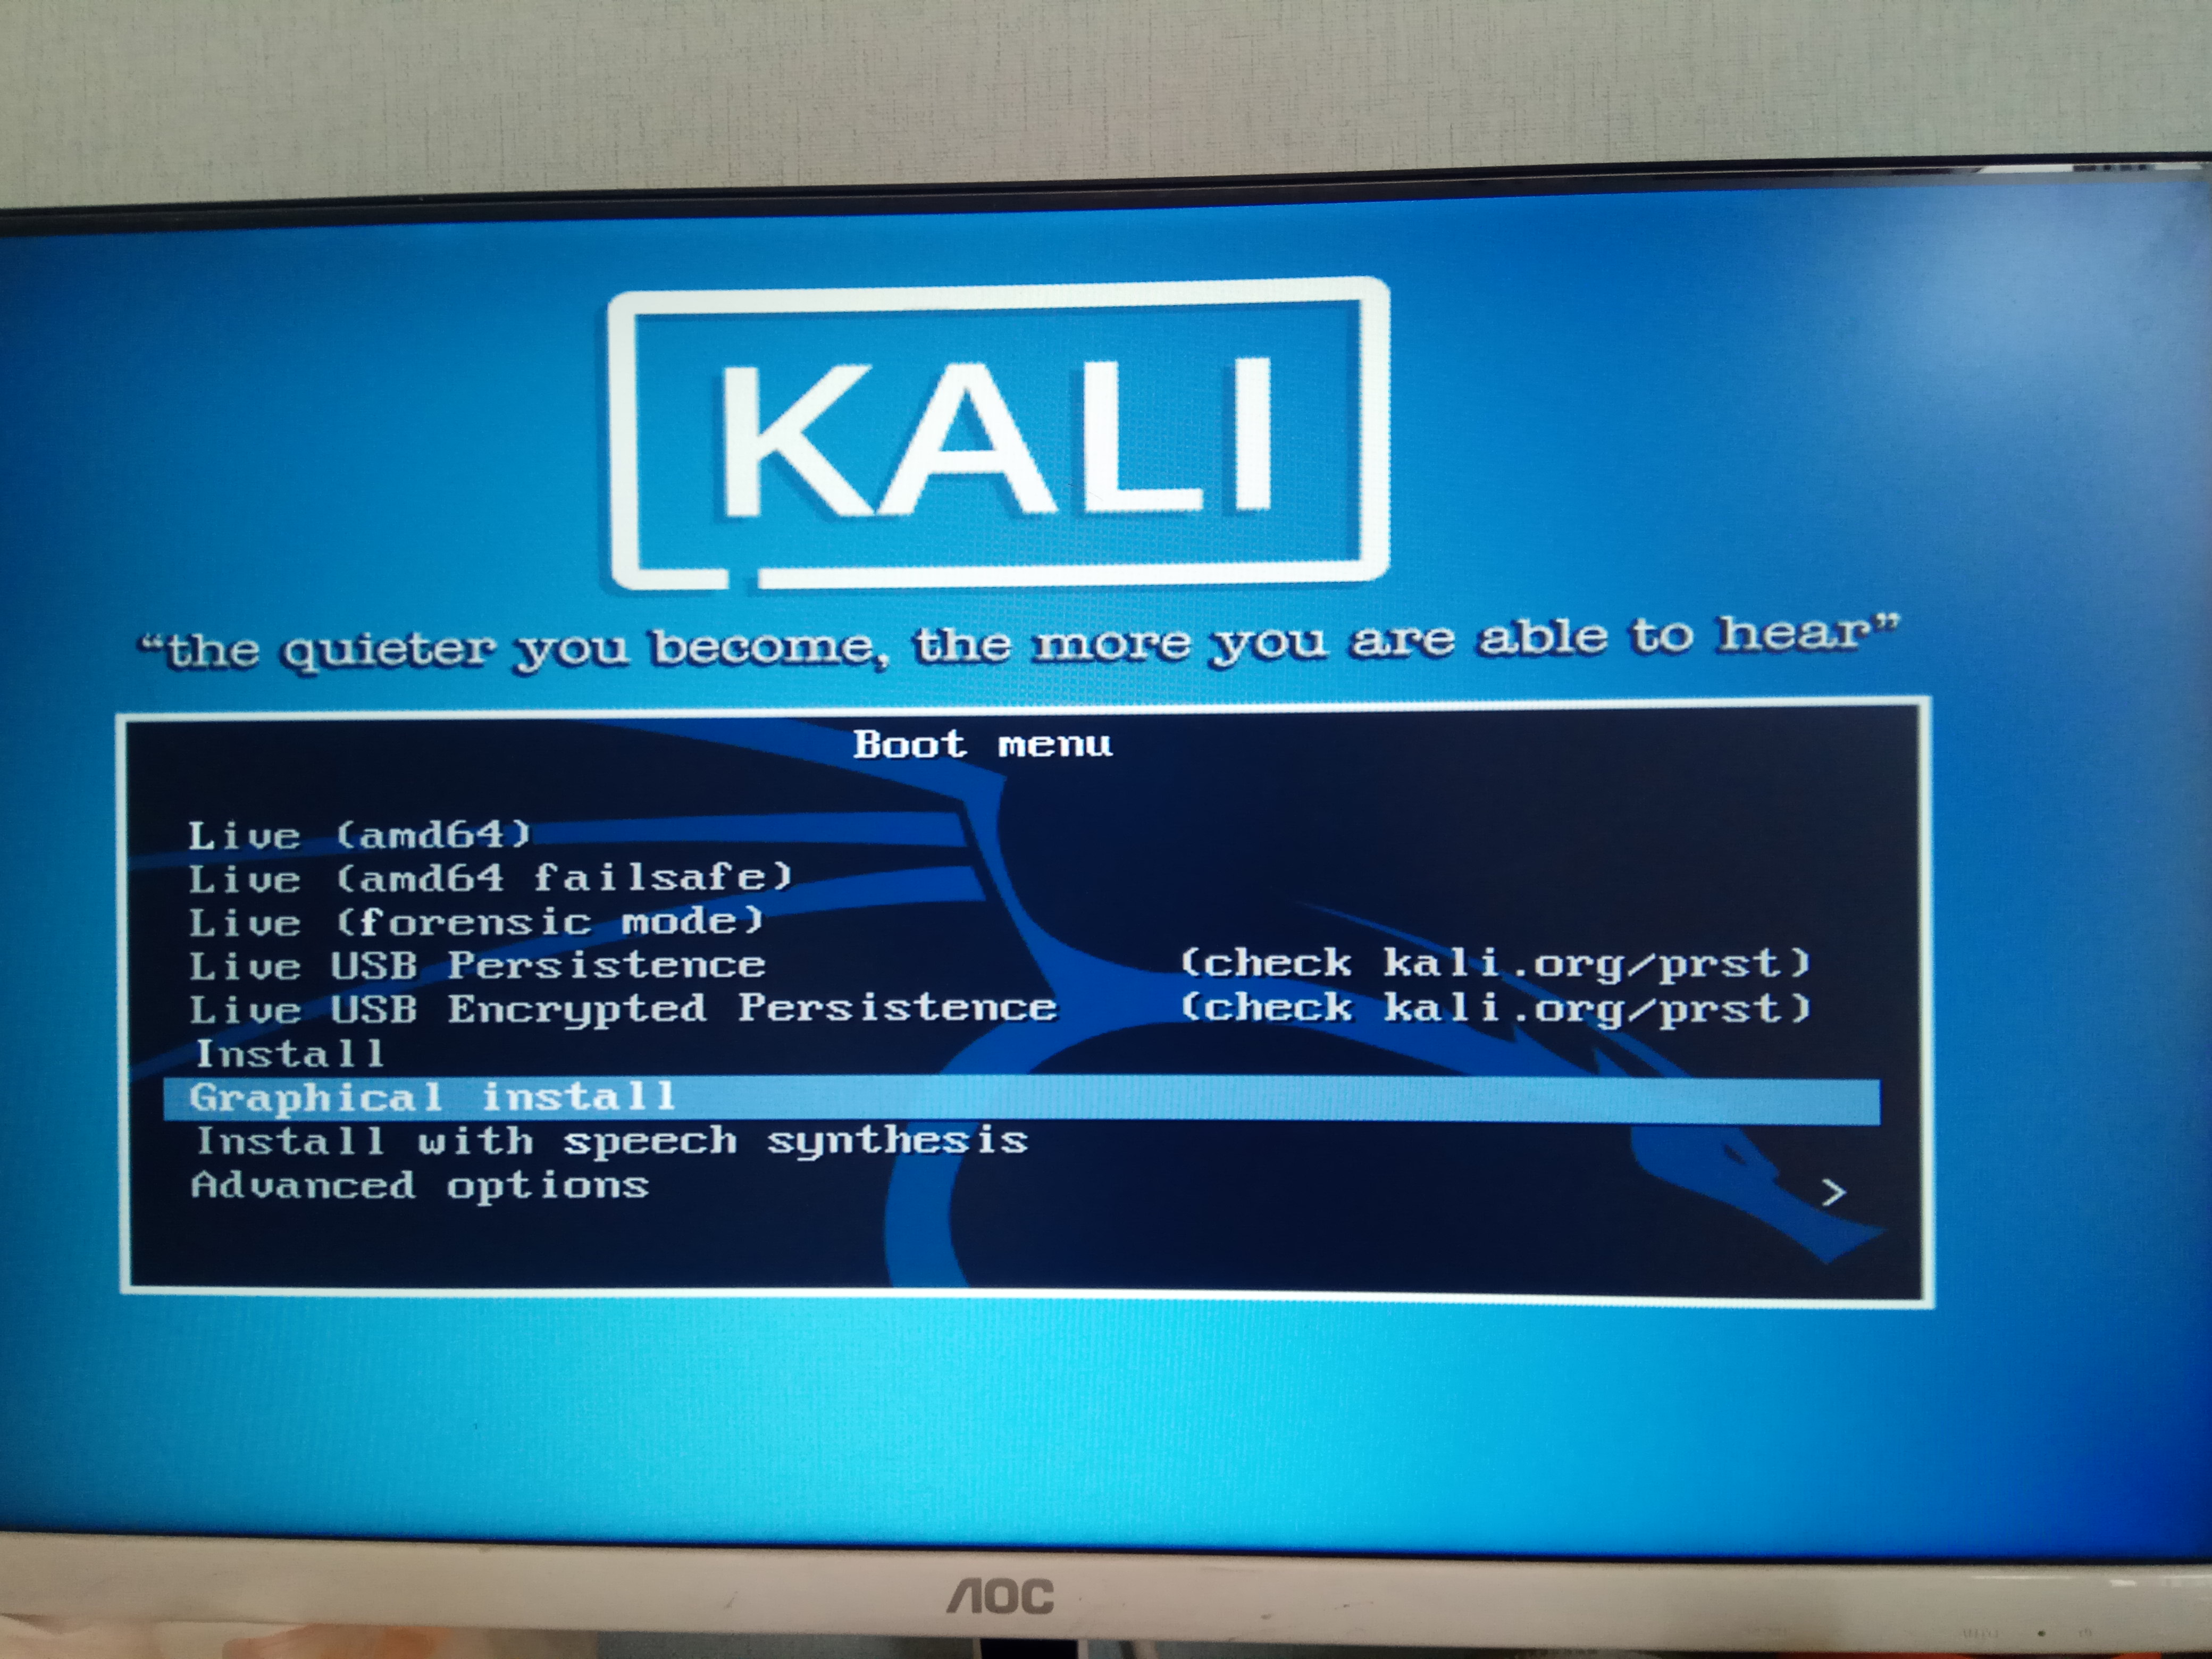 KALI
“the quieter you become, the more you are able to hear”
Boot menu
Live (amd64)
Live (amd64 failsafe)
Live (forensic mode)
Live USB Persistence (check kali.org/prst)
Live USB Encrypted Persistence (check kali.org/prst)
Install
Graphical install
Install with speech synthesis
Advanced options >
AOC